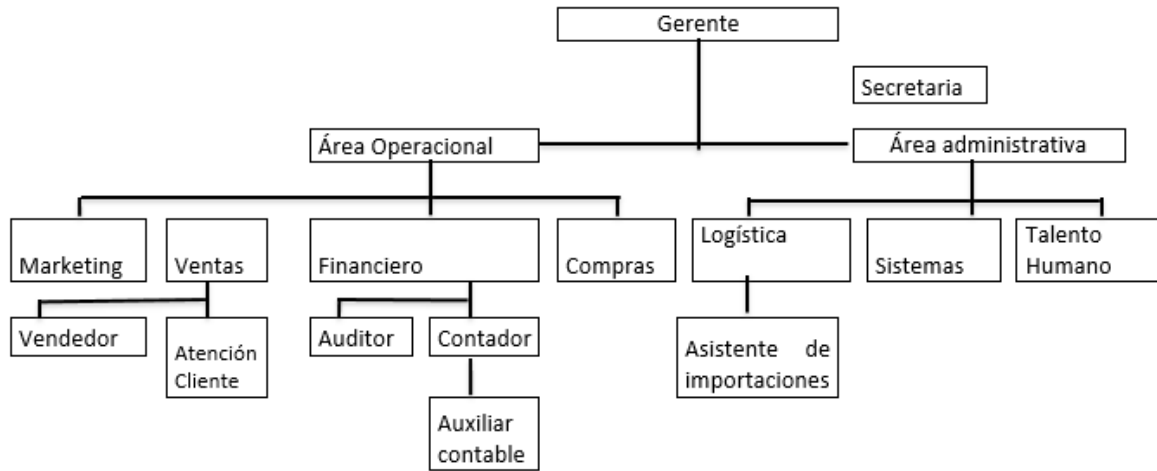 Gerente
Secretaria
Área Operacional
Área administrativa
Marketing
Ventas
Financiero
Compras
Logística
Sistemas
Talento
Humano
Vendedor
Atención
Cliente
Auditor
Contador
Asistente de
importaciones
Auxiliar
contable